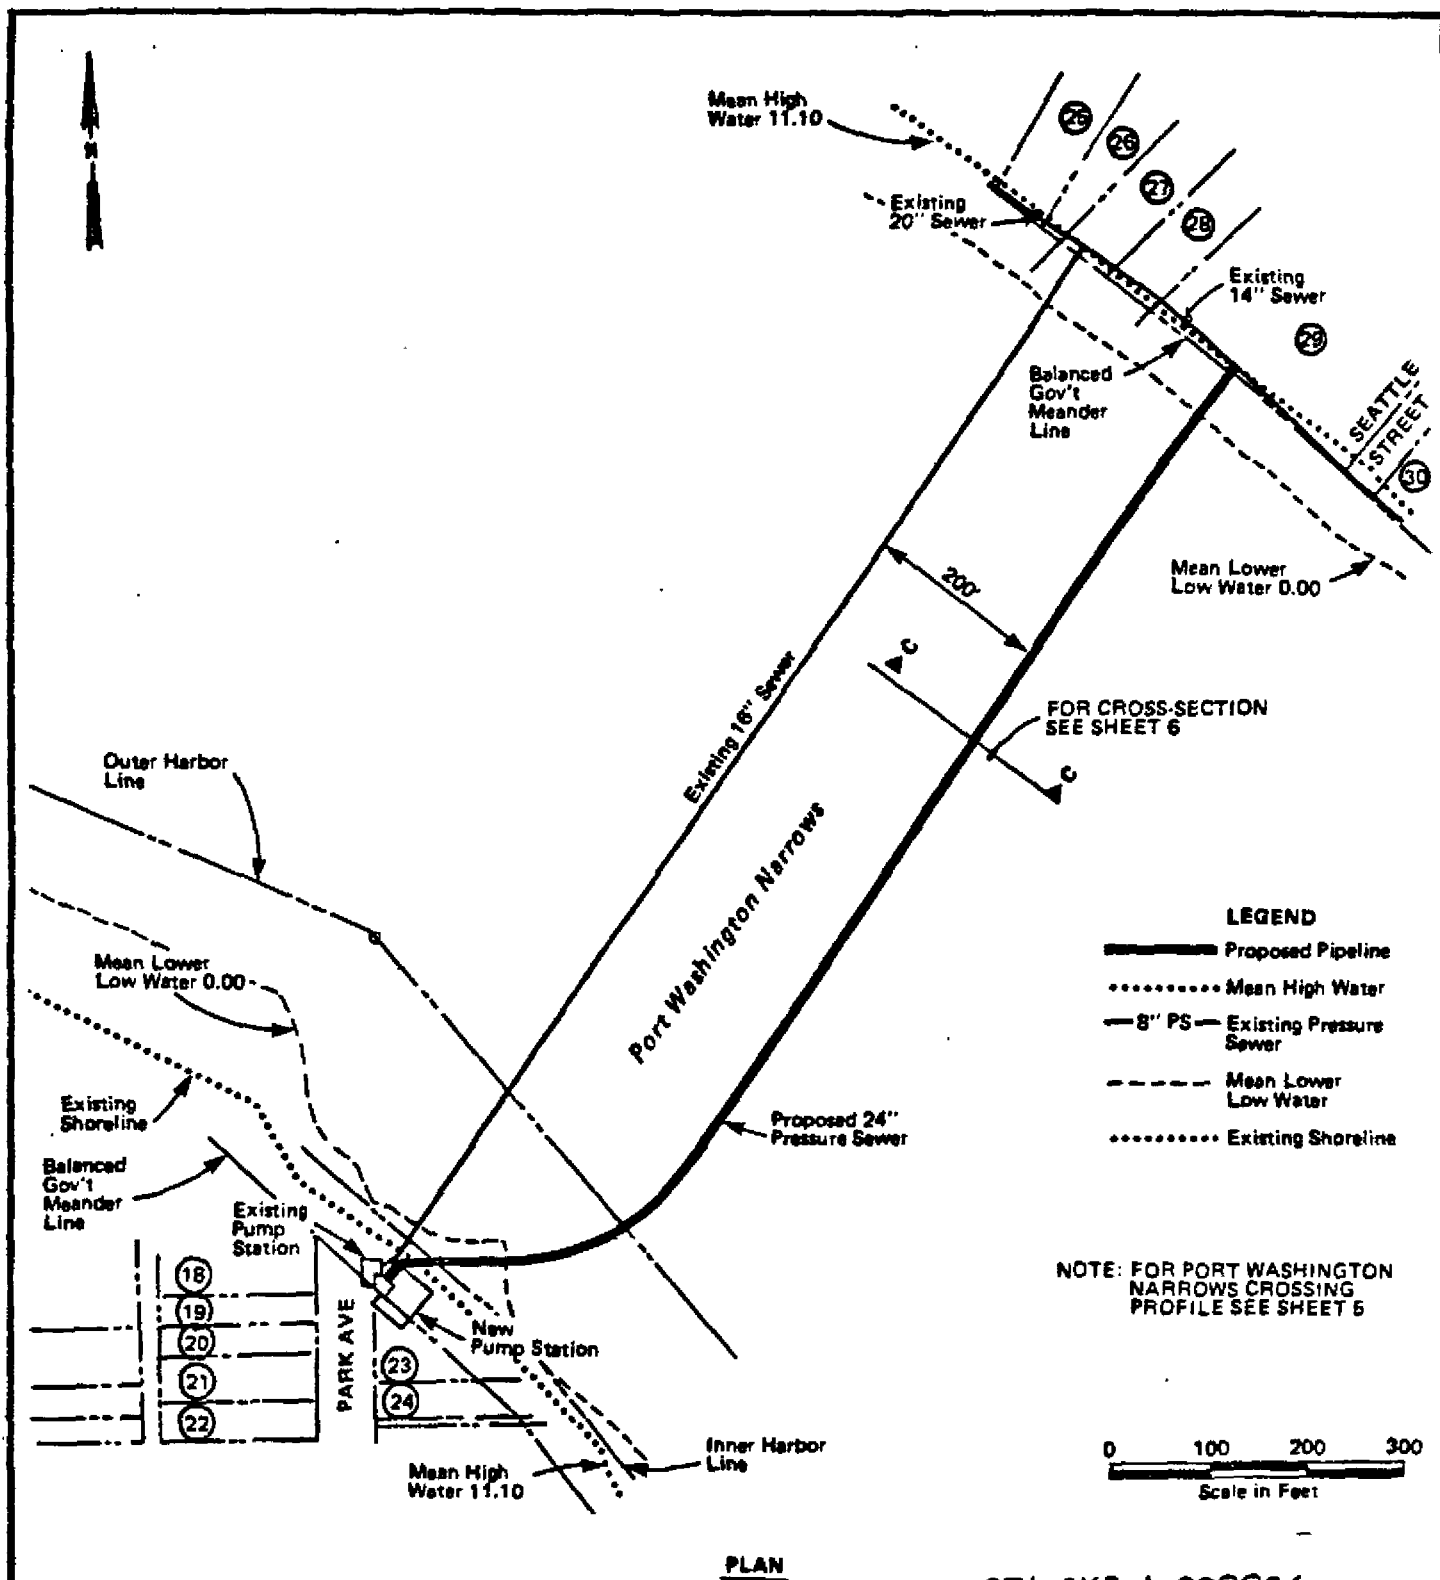 N
Mean High
Water 11.10
25
26
27
28
Existing
20" Sewer
Existing
14" Sewer
29
Balanced
Gov't
Meander
Line
SEATTLE
STREET
30
Mean Lower
Low Water 0.00
200'
C
Existing 16" Sewer
FOR CROSS-SECTION
SEE SHEET 6
C
Outer Harbor
Line
Port Washington Narrows
LEGEND
Proposed Pipeline
Mean High Water
8" PS Existing Pressure
Sewer
Mean Lower
Low Water
Existing Shoreline
Mean Lower
Low Water 0.00
Existing
Shoreline
Proposed 24"
Pressure Sewer
Balanced
Gov't
Meander
Line
Existing
Pump
Station
NOTE: FOR PORT WASHINGTON
NARROWS CROSSING
PROFILE SEE SHEET 5
18
19
20
21
22
PARK AVE
New
Pump Station
23
24
Mean High
Water 11.10
Inner Harbor
Line
0 100 200 300
Scale in Feet
PLAN